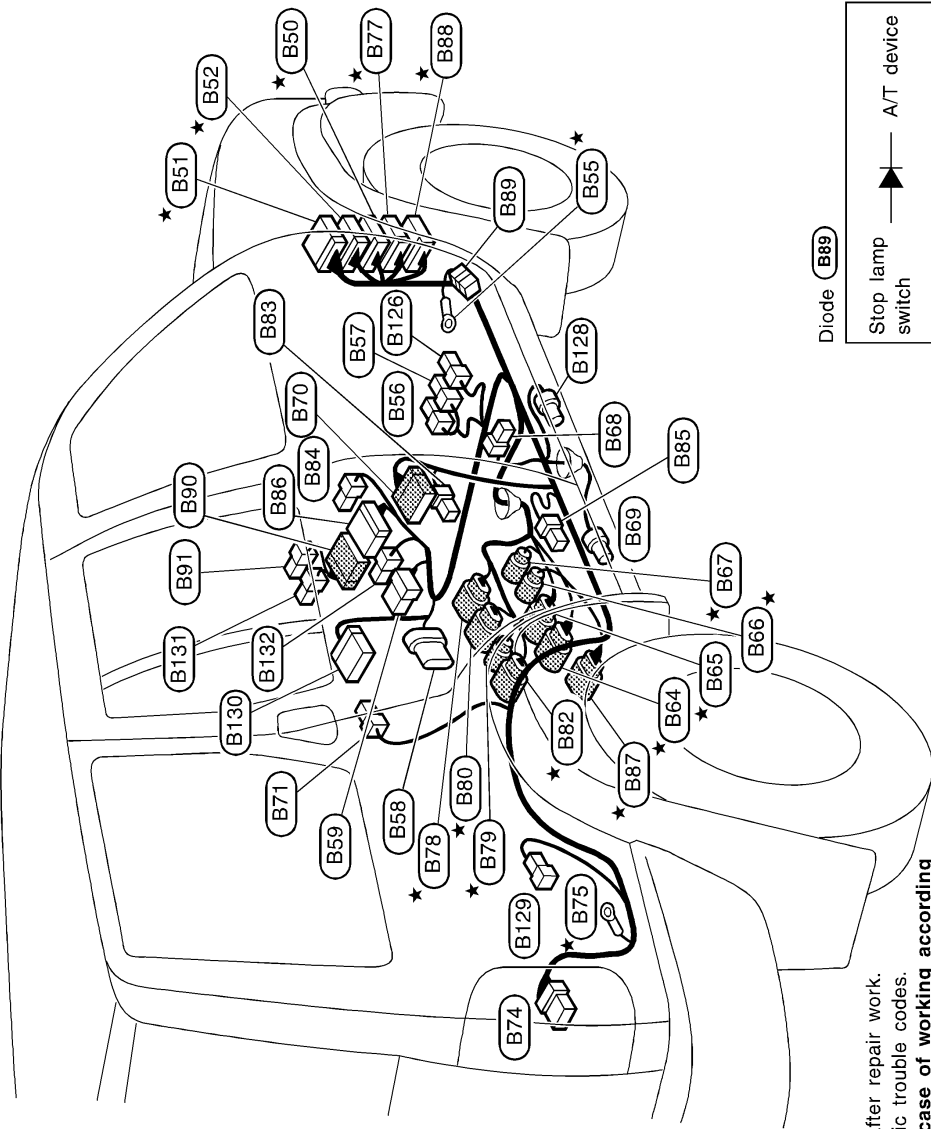 B131
B91
B90
B51
B52
B130
B132
B86
B83
B71
B84
B70
B50
B59
B57
B77
B58
B56
B126
B78
B88
B80
B79
B89
B74
B129
B82
B75
B128
B55
B68
B87
B69
B64
B85
B65
B67
B66
Diode B89
Stop lamp
switch
A/T device
fter repair work.
ic trouble codes.
case of working according